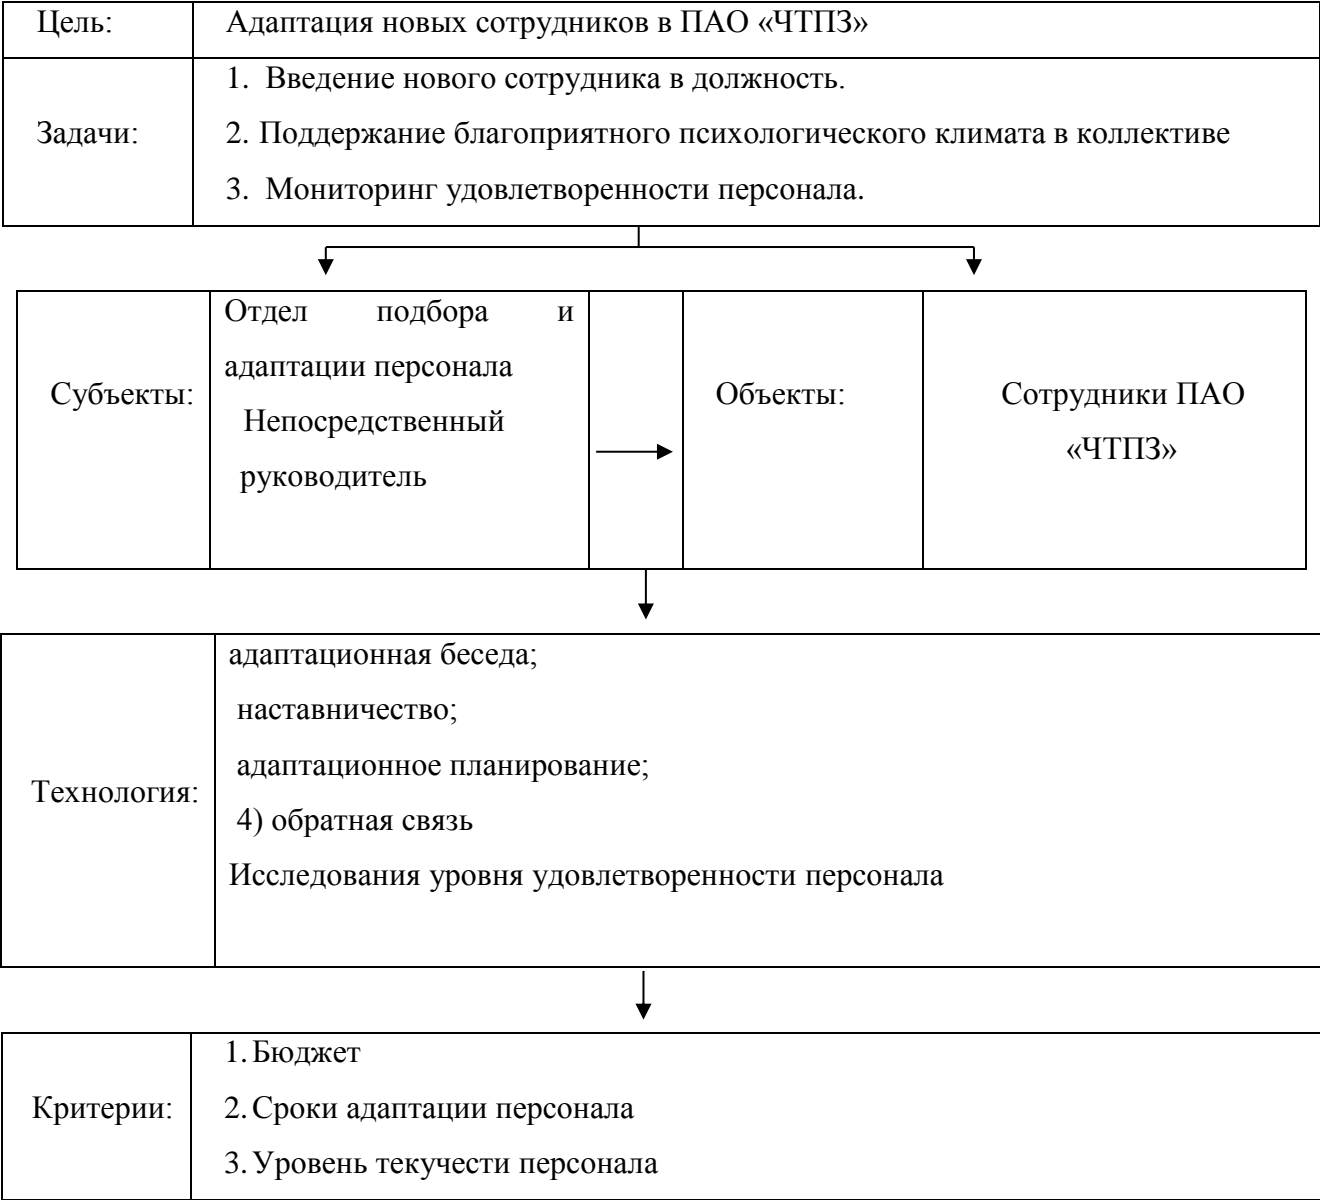 Цель: Адаптация новых сотрудников в ПАО «ЧТПЗ»
Задачи:
1. Введение нового сотрудника в должность.
2. Поддержание благоприятного психологического климата в коллективе
3. Мониторинг удовлетворенности персонала.
Субъекты:
Отдел подбора и
адаптации персонала
Непосредственный
руководитель
Объекты:
Сотрудники ПАО
«ЧТПЗ»
Технология:
адаптационная беседа;
наставничество;
адаптационное планирование;
4) обратная связь
Исследования уровня удовлетворенности персонала
Критерии:
1. Бюджет
2. Сроки адаптации персонала
3. Уровень текучести персонала